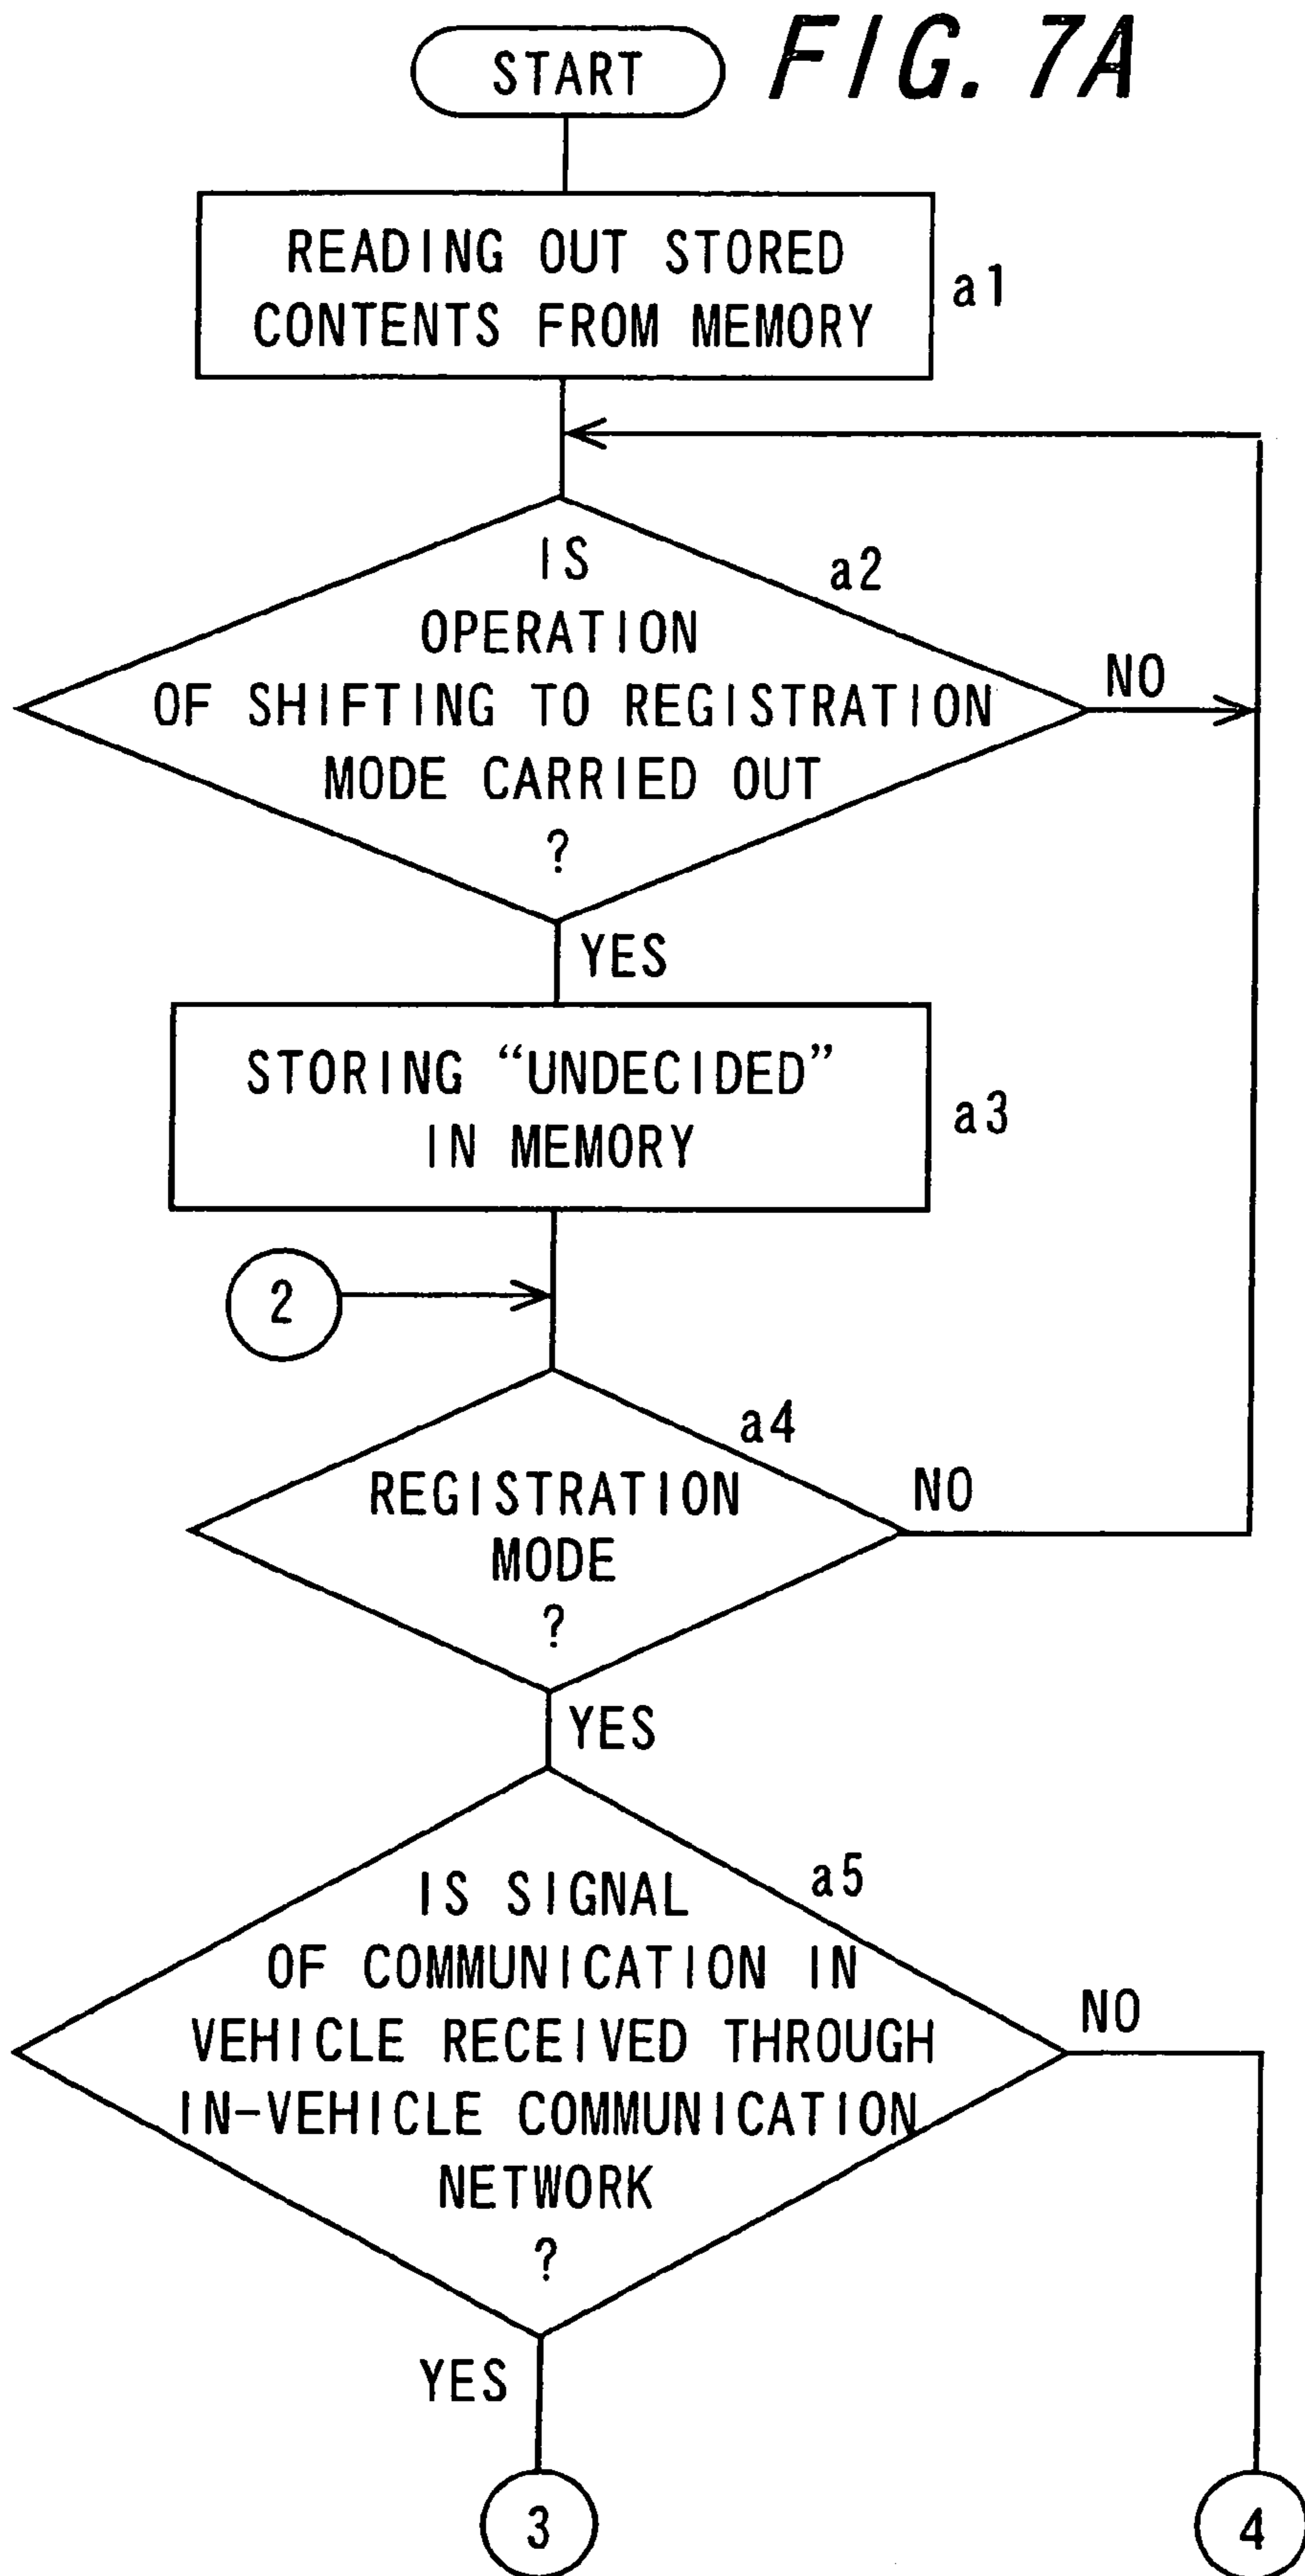 START
FIG. 7A
READING OUT STORED
CONTENTS FROM MEMORY
a1
IS
a2
OPERATION
OF SHIFTING TO REGISTRATION
NO
MODE CARRIED OUT
?
YES
STORING “UNDECIDED”
IN MEMORY
a3
2
a4
REGISTRATION
NO
MODE
?
YES
a5
IS SIGNAL
OF COMMUNICATION IN
NO
VEHICLE RECEIVED THROUGH
IN-VEHICLE COMMUNICATION
NETWORK
?
YES
3
4